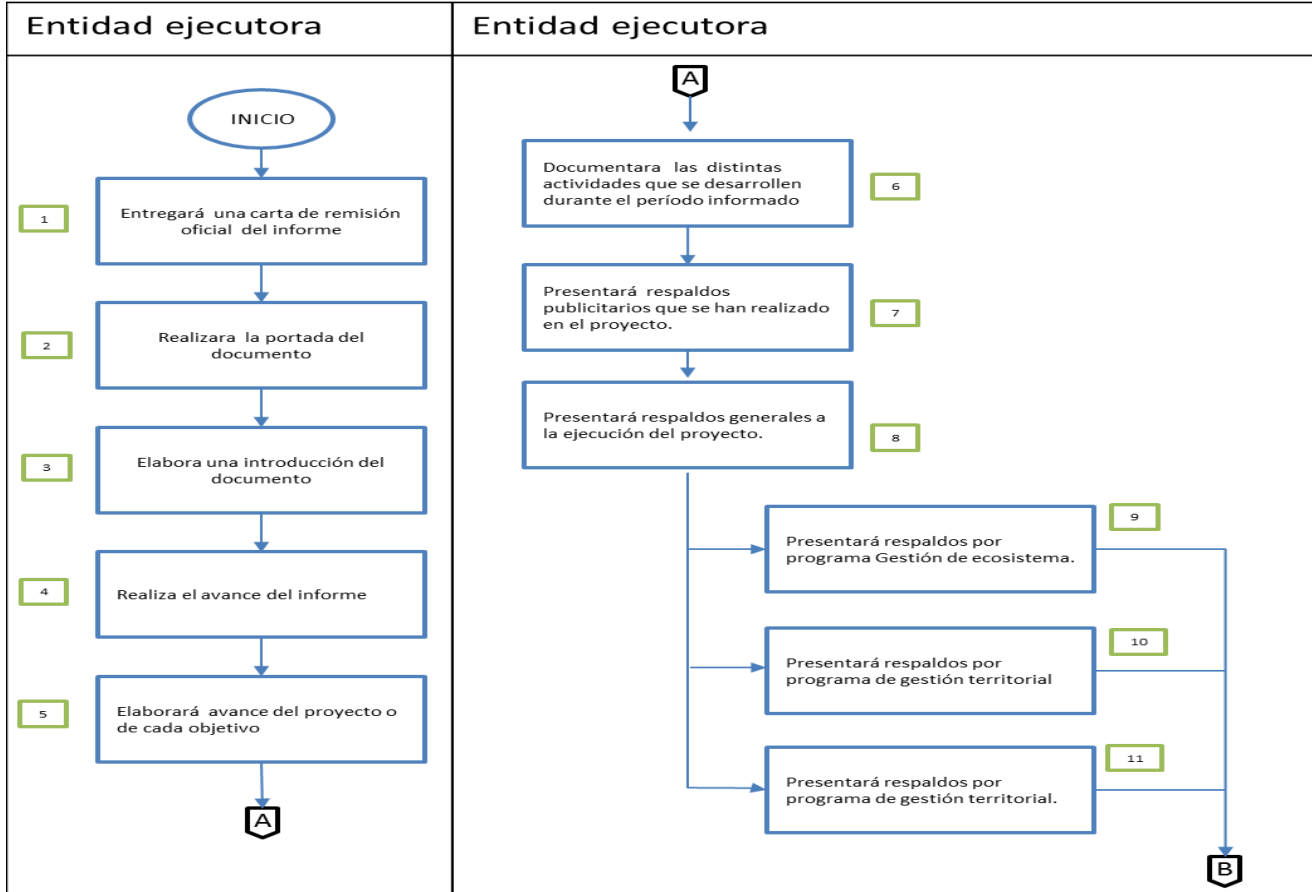 Entidad ejecutora
INICIO
1
Entregará una carta de remisión
oficial del informe
2
Realizara la portada del
documento
3
Elabora una introducción del
documento
4
Realiza el avance del informe
5
Elaborará avance del proyecto o
de cada objetivo
A
Entidad ejecutora
A
Documentara las distintas
actividades que se desarrollen
durante el período informado
6
Presentará respaldos
publicitarios que se han realizado
en el proyecto.
7
Presentará respaldos generales a
la ejecución del proyecto.
8
9
Presentará respaldos por
programa Gestión de ecosistema.
10
Presentará respaldos por
programa de gestión territorial
11
Presentará respaldos por
programa de gestión territorial.
B